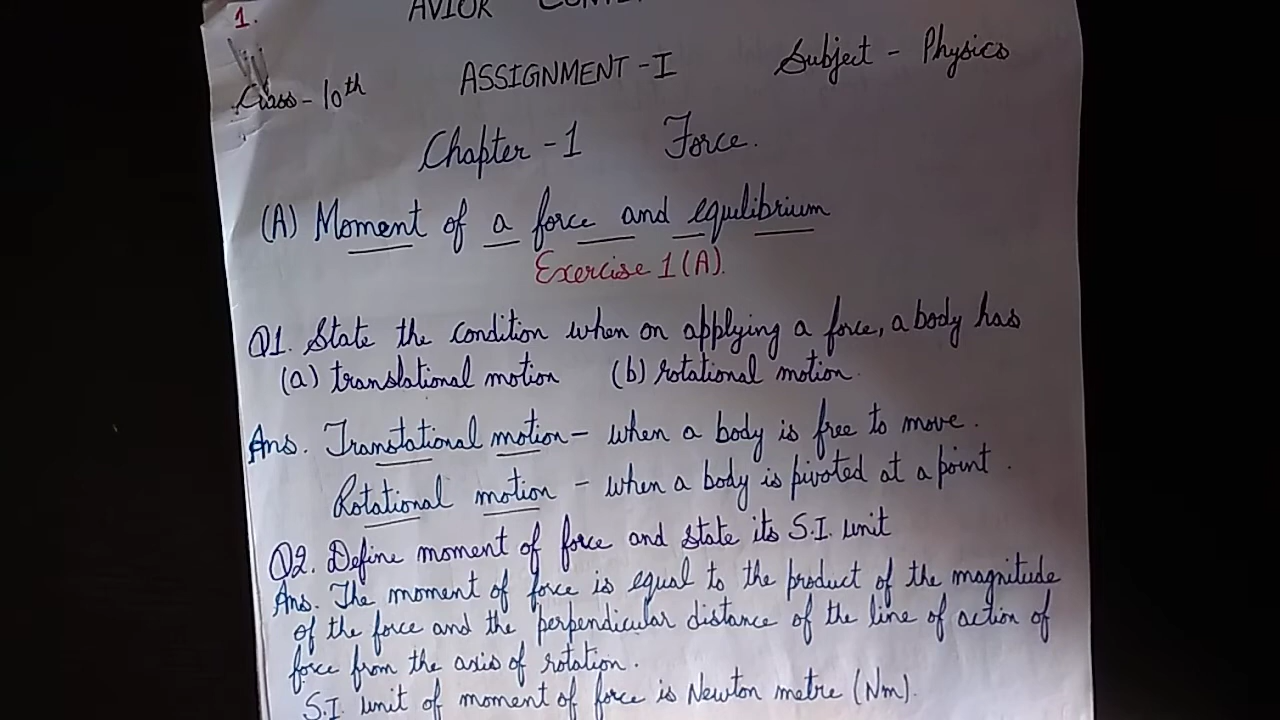 1.
AVIOR
Class - 10th ASSIGNMENT - I Subject - Physics
Chapter - 1 Force.
(A) Moment of a force and equilibrium
Exercise 1(A).
Q1. State the condition when on applying a force, a body has
(a) translational motion (b) rotational motion.
Ans. Translational motion - when a body is free to move.
Rotational motion - when a body is pivoted at a point.
Q2. Define moment of force and state its S.I. unit
Ans. The moment of force is equal to the product of the magnitude
of the force and the perpendicular distance of the line of action of
force from the axis of rotation.
S.I. unit of moment of force is Newton metre (Nm).